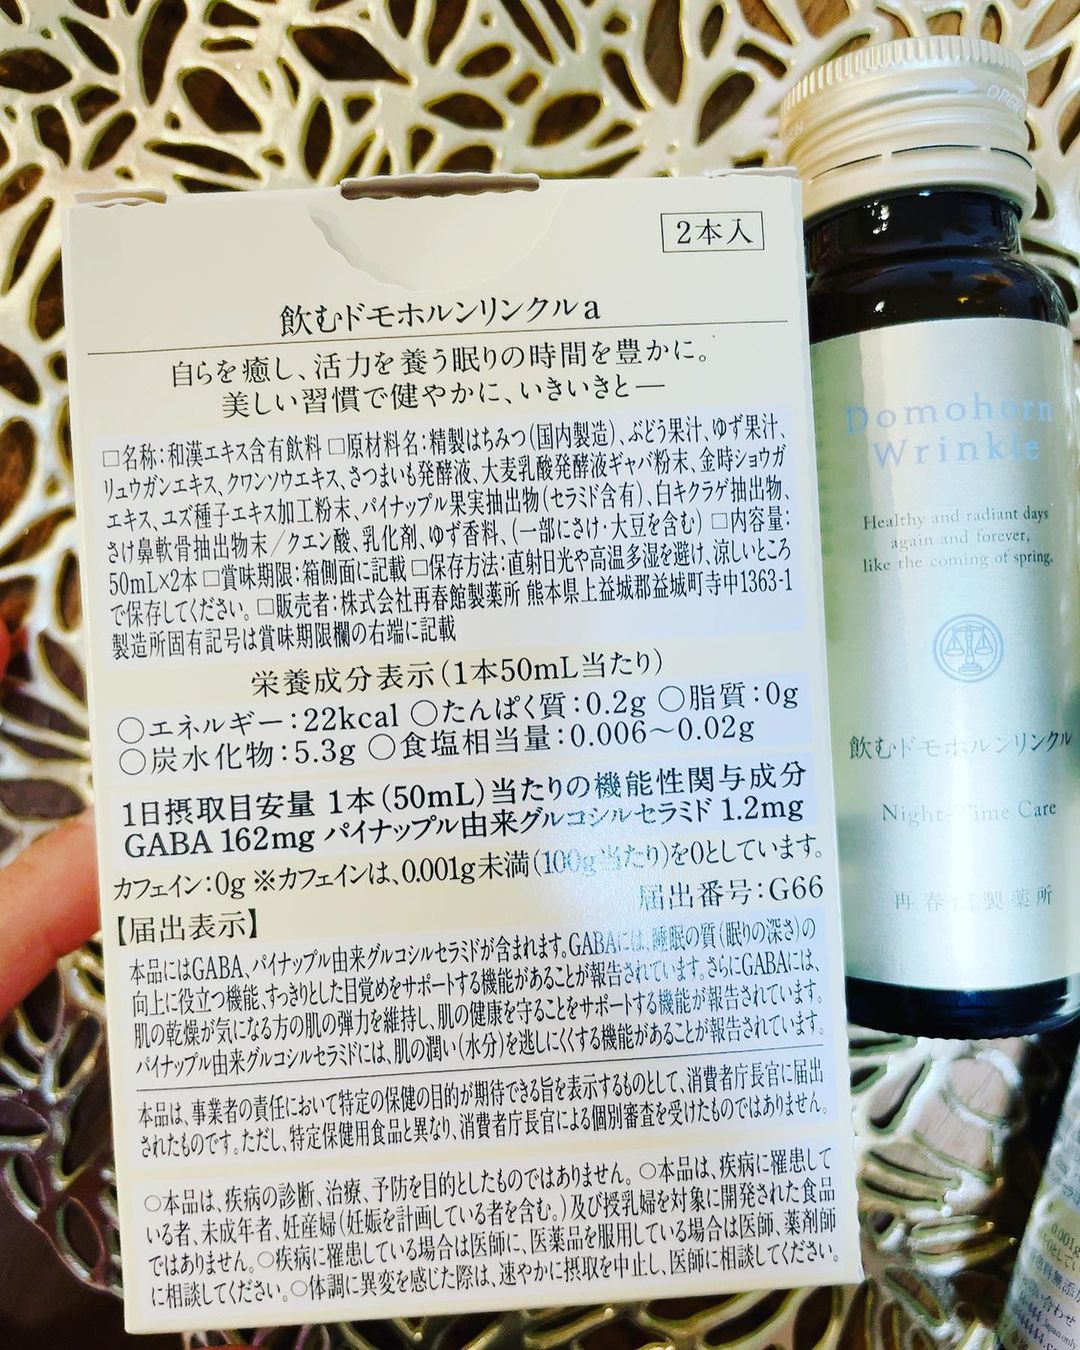 2本入
飲むドモホルンリンクルa
自らを癒し、活力を養う眠りの時間を豊かに。
美しい習慣で健やかに、いきいきと―
□名称:和漢エキス含有飲料 □原材料名:精製はちみつ(国内製造)、ぶどう果汁、ゆず果汁、
リュウガンエキス、クワンソウエキス、さつまいも発酵液、大麦乳酸発酵液ギャバ粉末、金時ショウガ
エキス、ユズ種子エキス加工粉末、パイナップル果実抽出物(セラミド含有)、白キクラゲ抽出物、
さけ鼻軟骨抽出物末/クエン酸、乳化剤、ゆず香料、(一部にさけ・大豆を含む) □内容量:
50mL×2本 □賞味期限:箱側面に記載 □保存方法:直射日光や高温多湿を避け、涼しいところ
で保存してください。□販売者:株式会社再春館製薬所 熊本県上益城郡益城町寺中1363-1
製造所固有記号は賞味期限欄の右端に記載
栄養成分表示(1本50mL当たり)
○エネルギー:22kcal ○たんぱく質:0.2g ○脂質:0g
○炭水化物:5.3g ○食塩相当量:0.006～0.02g
1日摂取目安量 1本(50mL)当たりの機能性関与成分
GABA 162mg パイナップル由来グルコシルセラミド 1.2mg
カフェイン:0g ※カフェインは、0.001g未満(100g当たり)を0としています。
届出番号:G66
【届出表示】
本品にはGABA、パイナップル由来グルコシルセラミドが含まれます。GABAには、睡眠の質(眠りの深さ)の
向上に役立つ機能、すっきりとした目覚めをサポートする機能があることが報告されています。さらにGABAには、
肌の乾燥が気になる方の肌の弾力を維持し、肌の健康を守ることをサポートする機能が報告されています。
パイナップル由来グルコシルセラミドには、肌の潤い(水分)を逃しにくくする機能があることが報告されています。
本品は、事業者の責任において特定の保健の目的が期待できる旨を表示するものとして、消費者庁長官に届出
されたものです。ただし、特定保健用食品と異なり、消費者庁長官による個別審査を受けたものではありません。
○本品は、疾病の診断、治療、予防を目的としたものではありません。○本品は、疾病に罹患して
いる者、未成年者、妊産婦(妊娠を計画している者を含む。)及び授乳婦を対象に開発された食品
ではありません。○疾病に罹患している場合は医師に、医薬品を服用している場合は医師、薬剤師
に相談してください。○体調に異変を感じた際は、速やかに摂取を中止し、医師に相談してください。
OPEN
Domohorn
Wrinkle
Healthy and radiant days
again and forever,
like the coming of spring.
飲むドモホルンリンクル
Night-Time Care
再春館製薬所